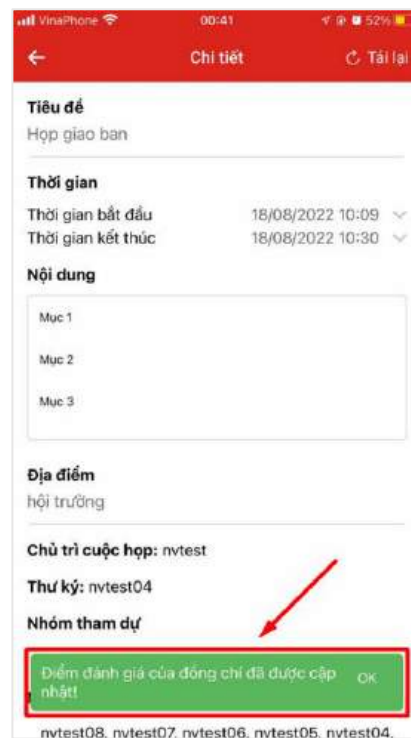 VinaPhone 00:41 52%
Chi tiết Tải lại
Tiêu đề
Họp giao ban
Thời gian
Thời gian bắt đầu 18/08/2022 10:09
Thời gian kết thúc 18/08/2022 10:30
Nội dung
Mục 1
Mục 2
Mục 3
Địa điểm
hội trường
Chủ trì cuộc họp: nvtest
Thư ký: nvtest04
Nhóm tham dự
Điểm đánh giá của đồng chí đã được cập OK
nhật!
nvtest08, nvtest07, nvtest06, nvtest05, nvtest04,